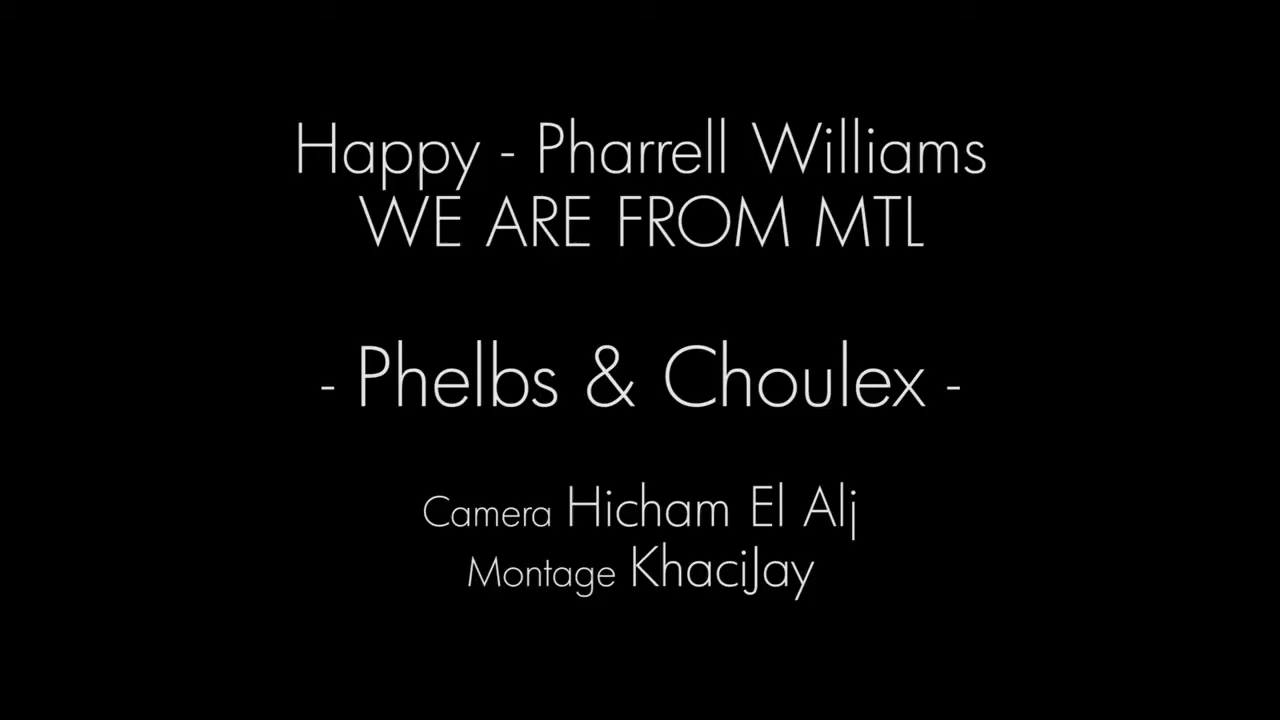 Happy - Pharrell Williams
WE ARE FROM MTL
- Phelbs & Choulex -
Camera Hicham El Alj
Montage KhaciJay